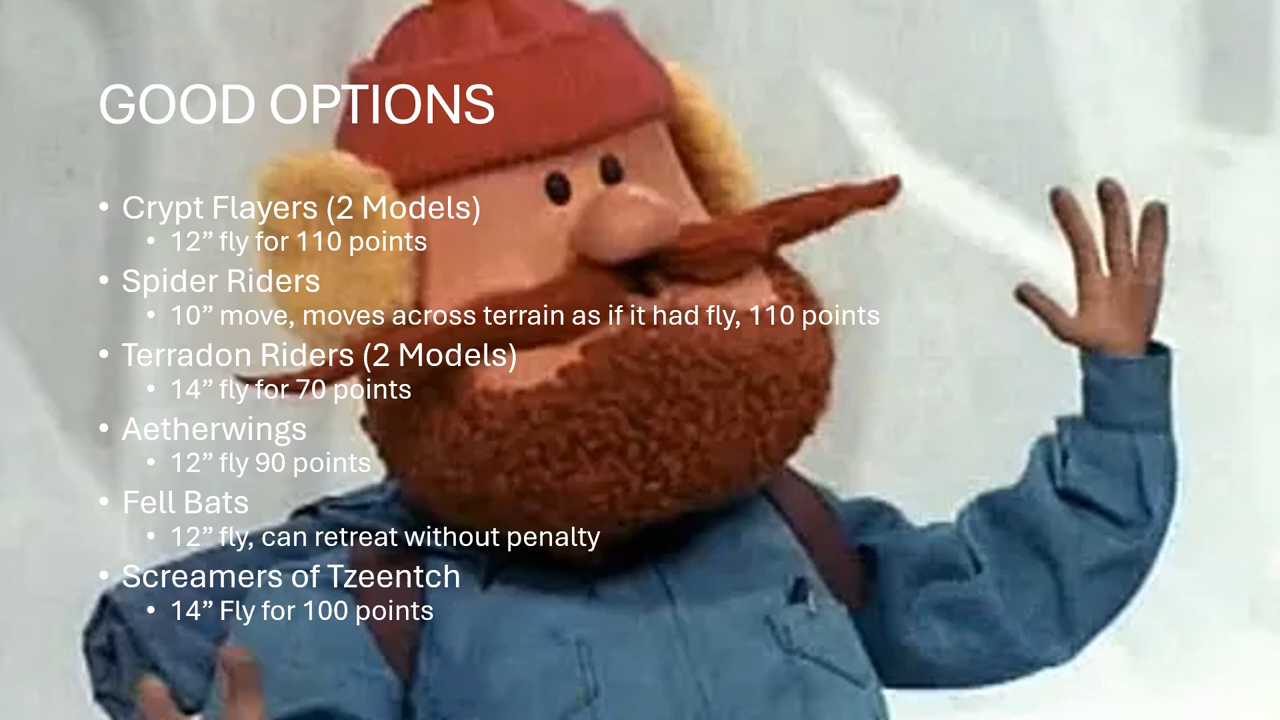 GOOD OPTIONS
• Crypt Flayers (2 Models)
• 12” fly for 110 points
• Spider Riders
• 10” move, moves across terrain as if it had fly, 110 points
• Terradon Riders (2 Models)
• 14” fly for 70 points
• Aetherwings
• 12” fly 90 points
• Fell Bats
• 12” fly, can retreat without penalty
• Screamers of Tzeentch
• 14” Fly for 100 points